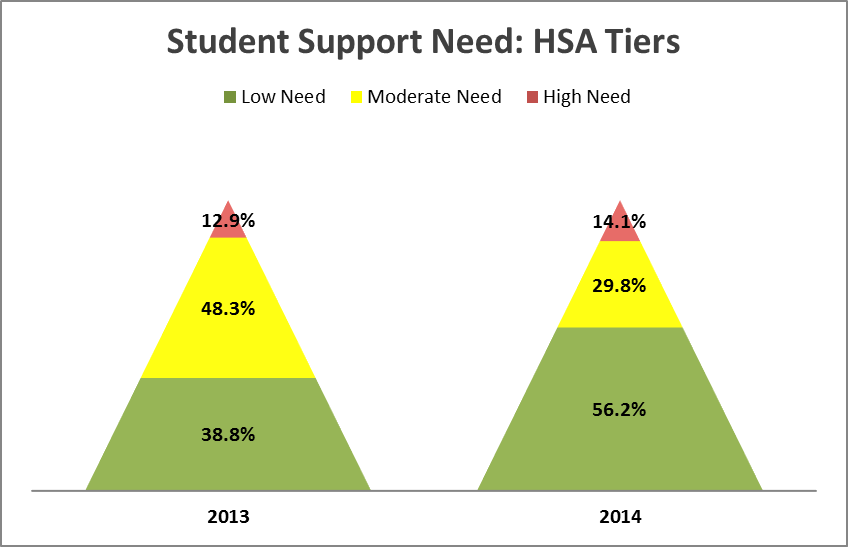 Student Support Need: HSA Tiers
Low Need Moderate Need High Need
12.9% 14.1%
48.3% 29.8%
38.8% 56.2%
2013 2014